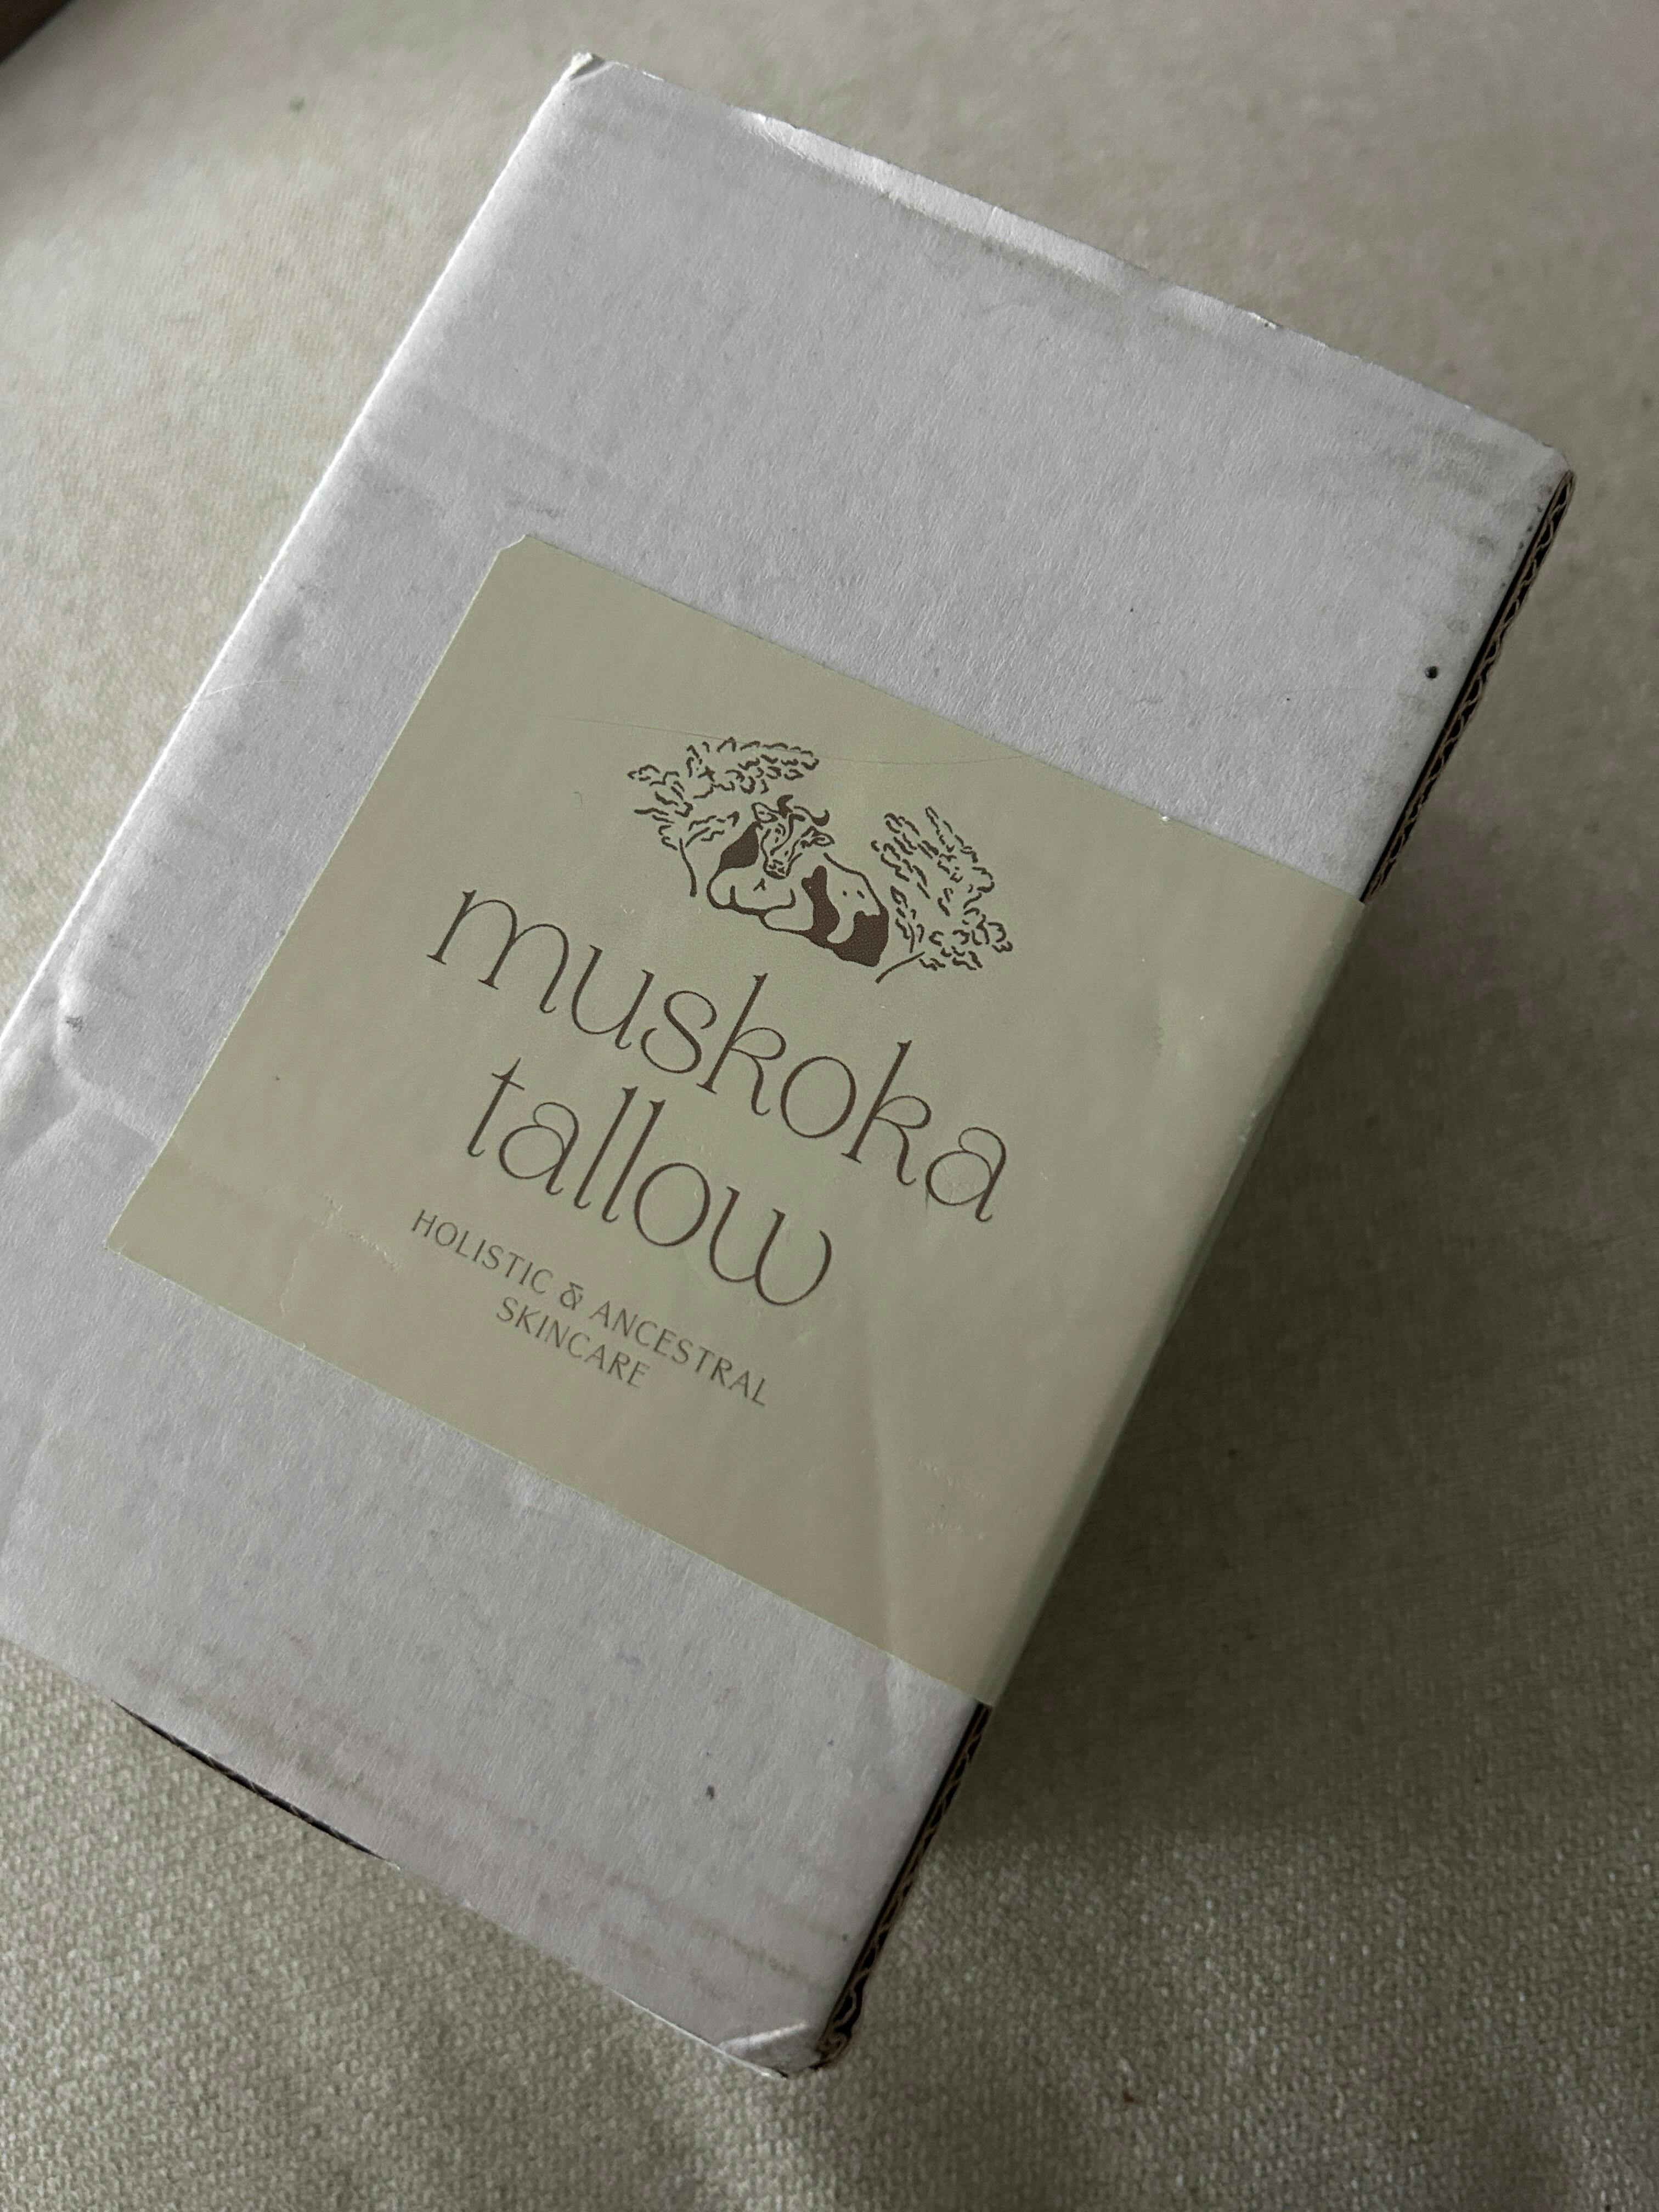 muskoka
tallow
HOLISTIC & ANCESTRAL
SKINCARE